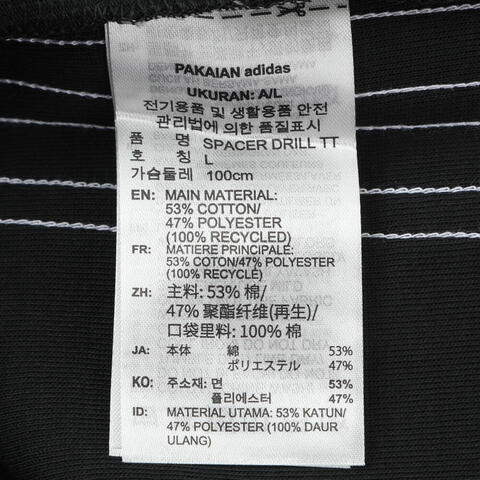 PAKAIAN adidas
UKURAN: A/L
전기용품 및 생활용품 안전
관리법에 의한 품질표시
품 명 SPACER DRILL TT
호 칭 L
가슴둘레 100cm
EN: MAIN MATERIAL:
53% COTTON/
47% POLYESTER
(100% RECYCLED)
FR: MATIERE PRINCIPALE:
53% COTON/47% POLYESTER
(100% RECYCLÉ)
ZH: 主料: 53% 棉/
47% 聚酯纤维(再生)/
口袋里料: 100% 棉
JA: 本体 綿 53%
ポリエステル 47%
KO: 주소재: 면 53%
폴리에스터 47%
ID: MATERIAL UTAMA: 53% KATUN/
47% POLYESTER (100% DAUR
ULANG)